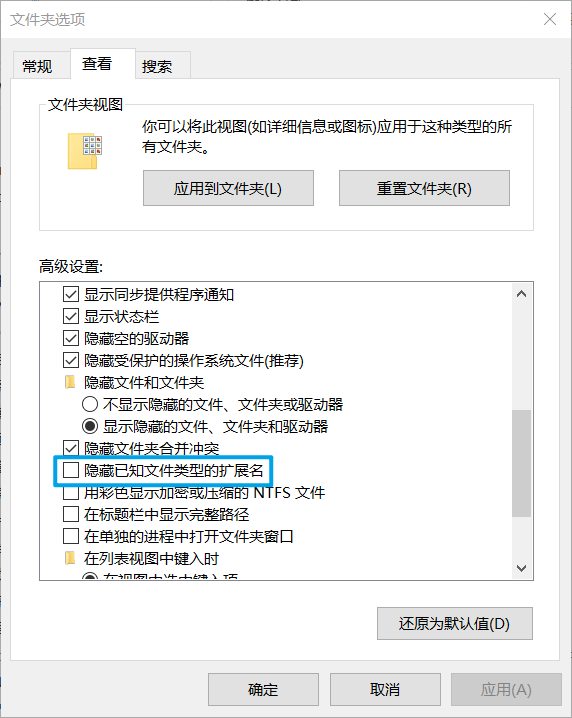 文件夹选项
常规
查看
搜索
文件夹视图
你可以将此视图(如详细信息或图标)应用于这种类型的所
有文件夹。
应用到文件夹(L)
重置文件夹(R)
高级设置:
显示同步提供程序通知
显示状态栏
隐藏空的驱动器
隐藏受保护的操作系统文件(推荐)
隐藏文件和文件夹
不显示隐藏的文件、文件夹或驱动器
显示隐藏的文件、文件夹和驱动器
隐藏文件夹合并冲突
隐藏已知文件类型的扩展名
用彩色显示加密或压缩的 NTFS 文件
在标题栏中显示完整路径
在单独的进程中打开文件夹窗口
在列表视图中键入时
在视图中选中键入项
还原为默认值(D)
确定
取消
应用(A)